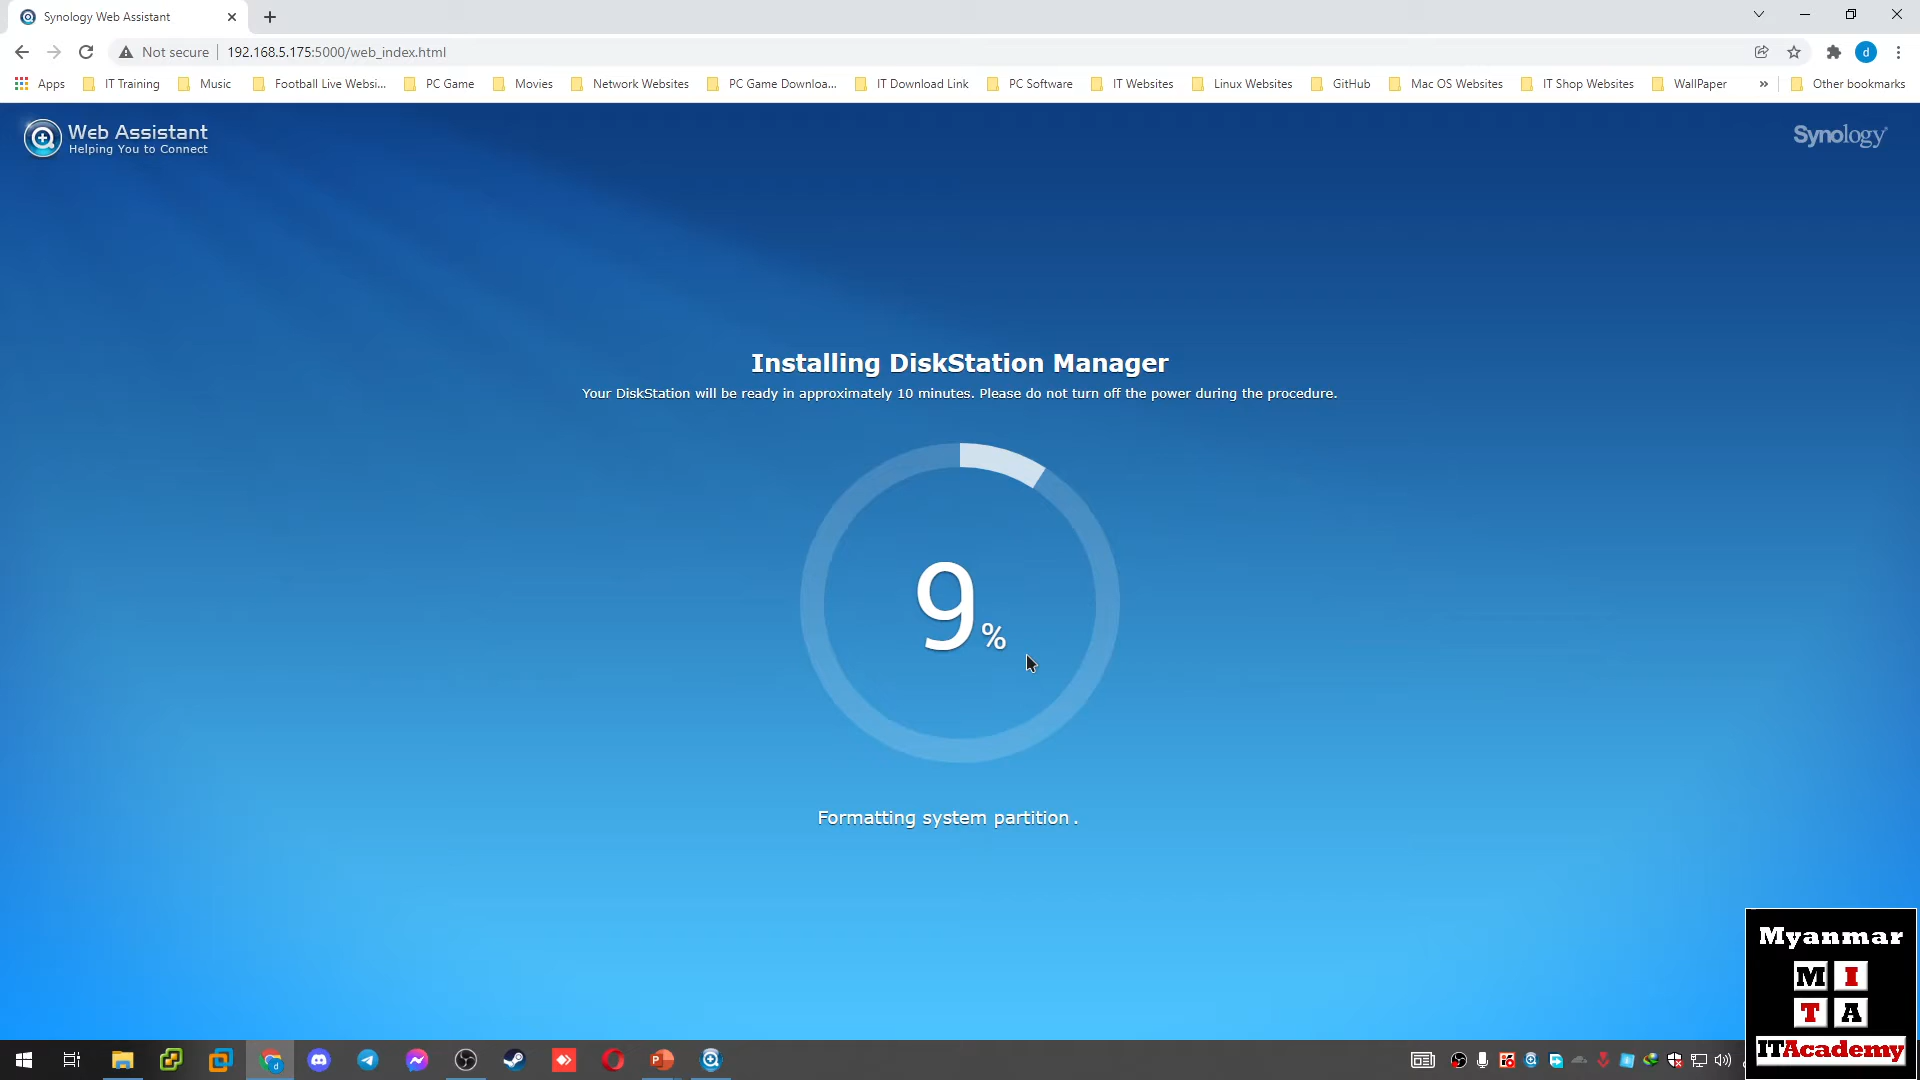 Synology Web Assistant
Not secure
192.168.5.175:5000/web_index.html
d
Apps
IT Training
Music
Football Live Websi...
PC Game
Movies
Network Websites
PC Game Downloa...
IT Download Link
PC Software
IT Websites
Linux Websites
GitHub
Mac OS Websites
IT Shop Websites
WallPaper
Other bookmarks
Web Assistant
Helping You to Connect
Synology®
Installing DiskStation Manager
Your DiskStation will be ready in approximately 10 minutes. Please do not turn off the power during the procedure.
9%
Formatting system partition .
Myanmar
M I
T A
ITAcademy